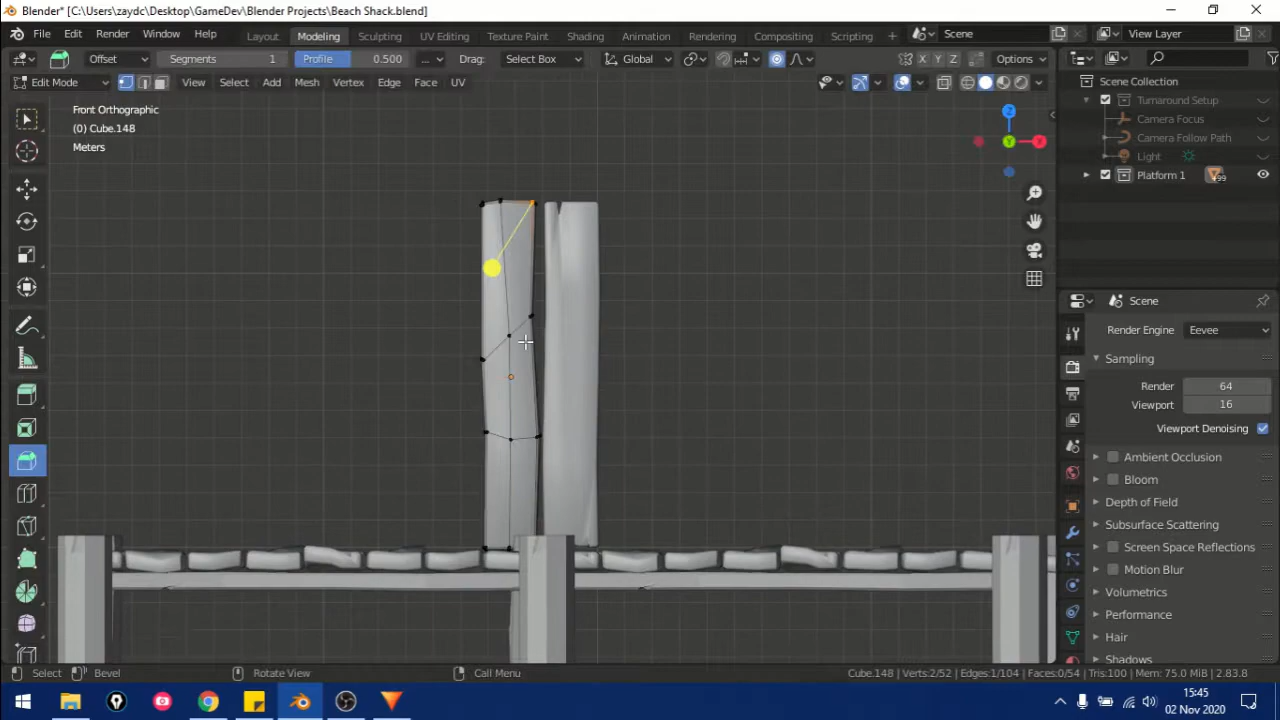 Blender* [C:\Users\zaydc\Desktop\GameDev\Blender Projects\Beach Shack.blend]
File Edit Render Window Help Layout Modeling Sculpting UV Editing Texture Paint Shading Animation Rendering Compositing Scripting + Scene View Layer
Offset Segments 1 Profile 0.500 ... Drag: Select Box Global X Y Z Options
Edit Mode View Select Add Mesh Vertex Edge Face UV
Scene Collection
Turnaround Setup
Camera Focus
Camera Follow Path
Light
Platform 1 99
Front Orthographic
(0) Cube.148
Meters
Z
Y
X
Scene
Render Engine Eevee
Sampling
Render 64
Viewport 16
Viewport Denoising
Ambient Occlusion
Bloom
Depth of Field
Subsurface Scattering
Screen Space Reflections
Motion Blur
Volumetrics
Performance
Hair
Shadows
Select Bevel Rotate View Call Menu Cube.148 | Verts:2/52 | Edges:1/104 | Faces:0/54 | Tris:100 | Mem: 75.0 MiB | 2.83.8
15:45
02 Nov 2020